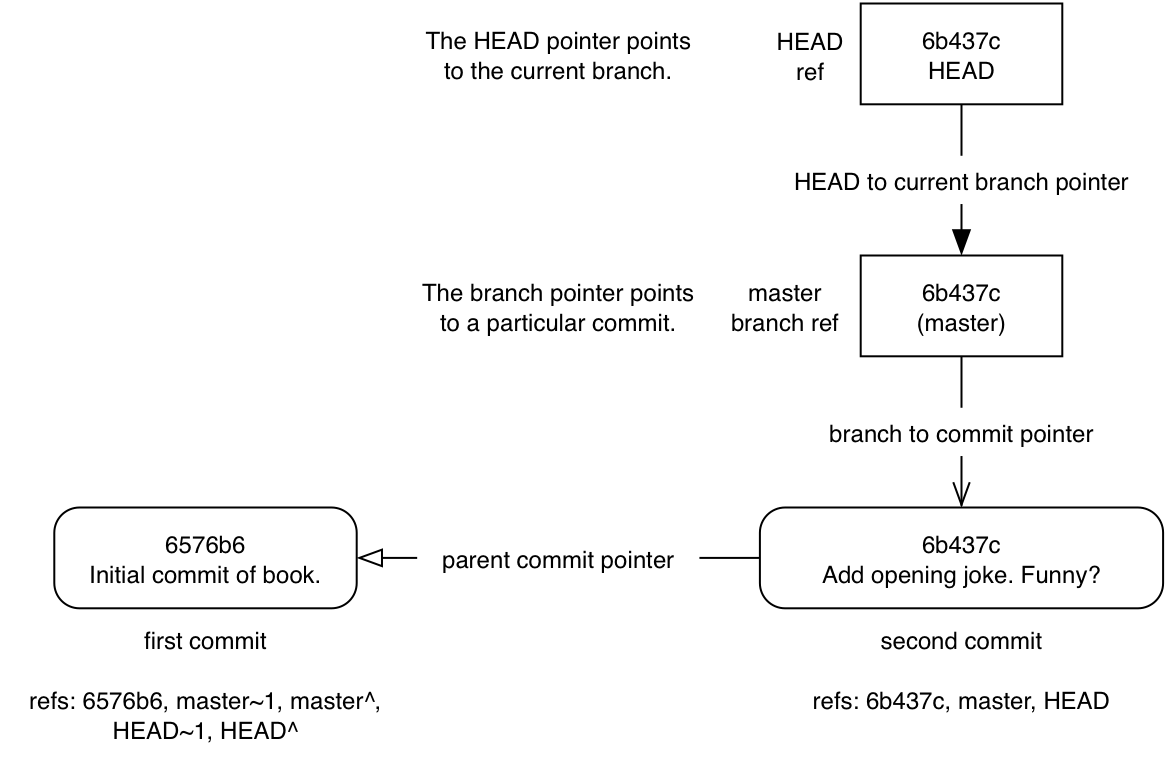 The HEAD pointer points
to the current branch.
HEAD
ref
6b437c
HEAD
HEAD to current branch pointer
The branch pointer points
to a particular commit.
master
branch ref
6b437c
(master)
branch to commit pointer
6576b6
Initial commit of book.
parent commit pointer
6b437c
Add opening joke. Funny?
first commit
second commit
refs: 6576b6, master~1, master^,
HEAD~1, HEAD^
refs: 6b437c, master, HEAD